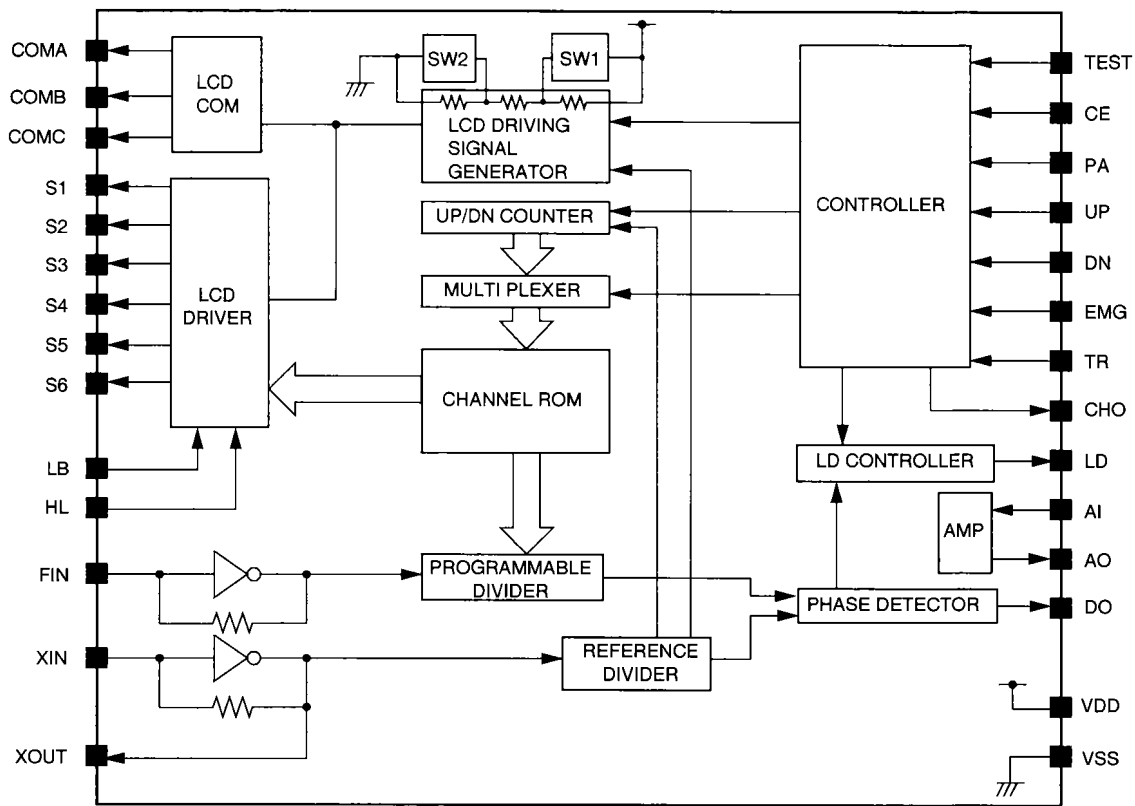 COMA
COMB
COMC
S1
S2
S3
S4
S5
S6
LB
HL
FIN
XIN
XOUT
LCD
COM
LCD
DRIVER
SW2
SW1
LCD DRIVING
SIGNAL
GENERATOR
UP/DN COUNTER
MULTI PLEXER
CHANNEL ROM
PROGRAMMABLE
DIVIDER
REFERENCE
DIVIDER
CONTROLLER
LD CONTROLLER
AMP
PHASE DETECTOR
TEST
CE
PA
UP
DN
EMG
TR
CHO
LD
AI
AO
DO
VDD
VSS